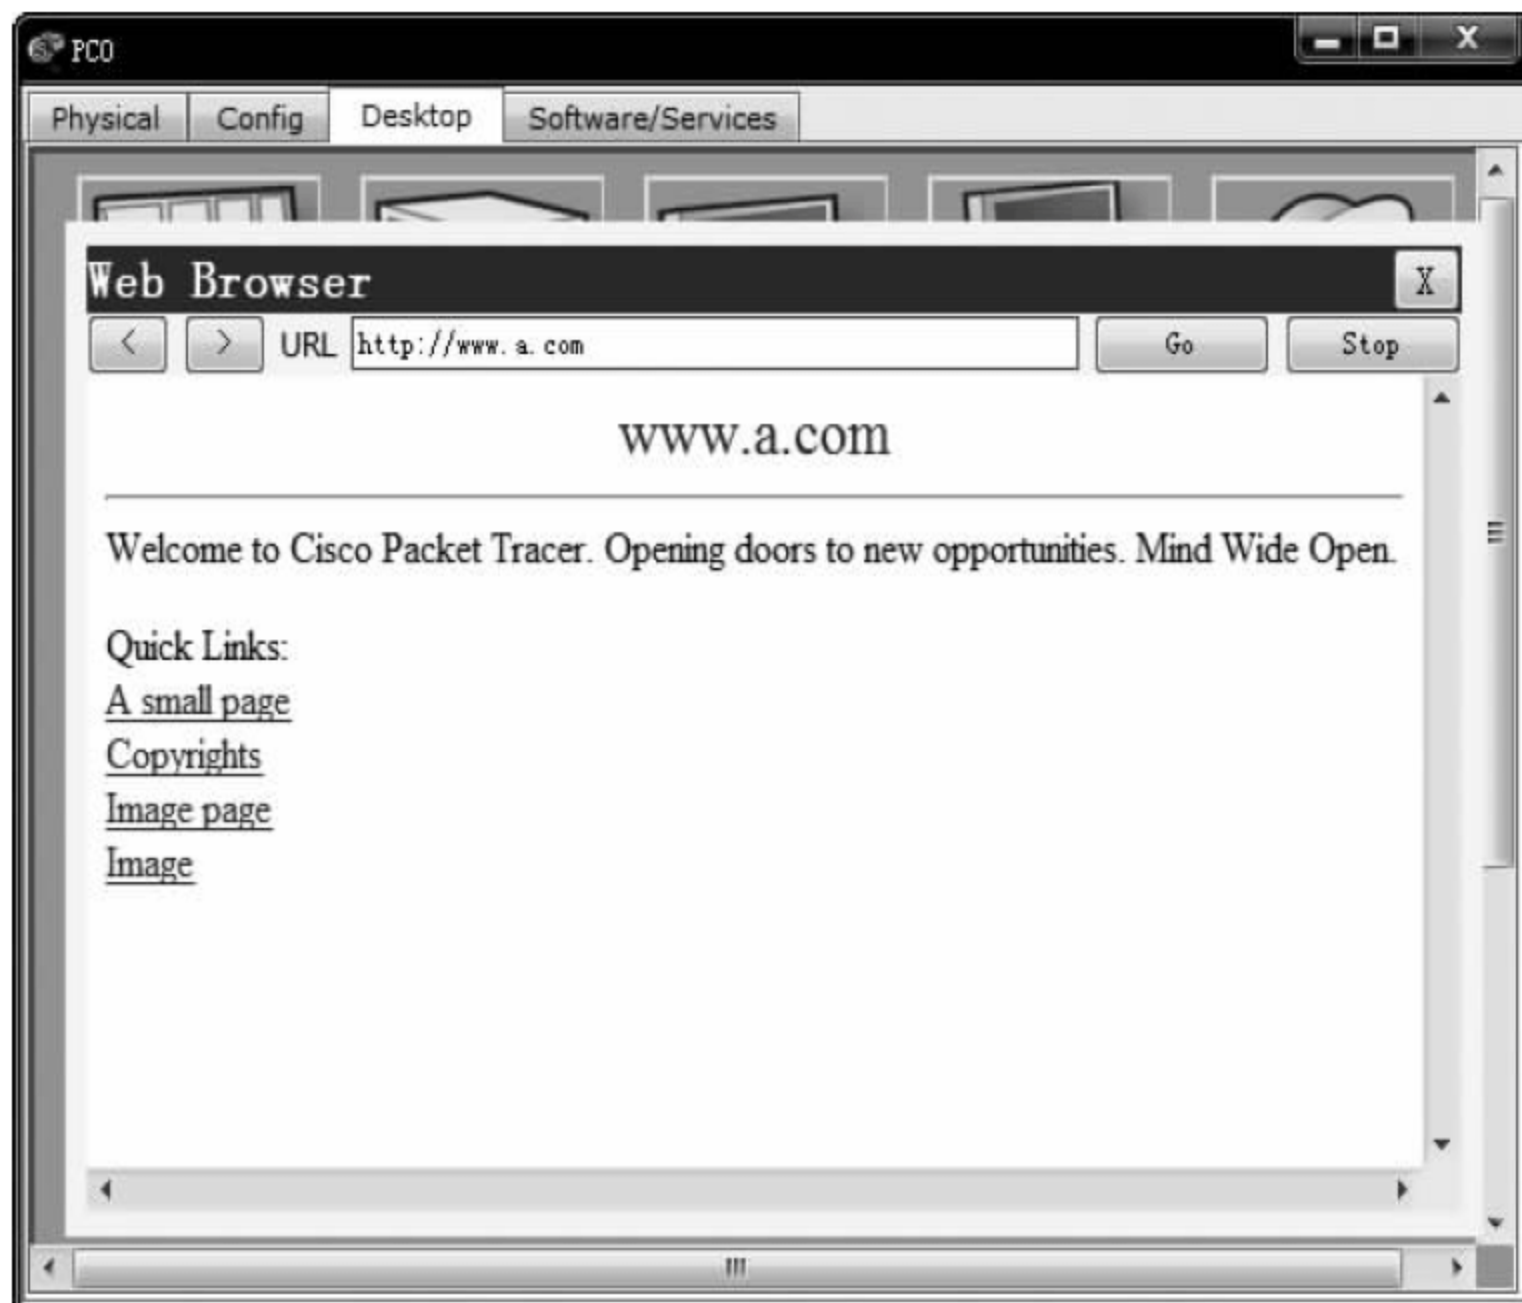 PC0
Physical Config Desktop Software/Services
Web Browser
X
< > URL http://www.a.com Go Stop
www.a.com
Welcome to Cisco Packet Tracer. Opening doors to new opportunities. Mind Wide Open.
Quick Links:
A small page
Copyrights
Image page
Image